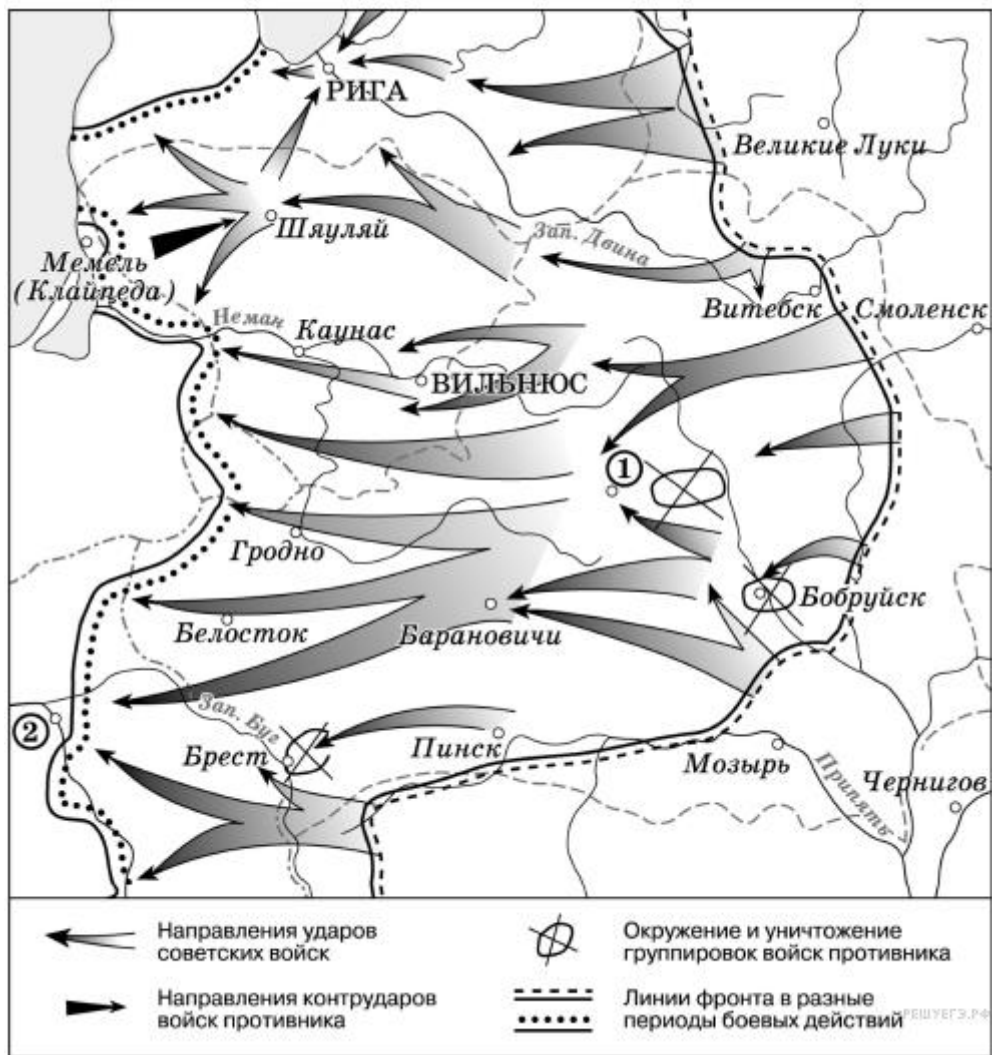 РИГА
Великие Луки
Шяуляй
Зап. Двина
Мемель
(Клайпеда)
Витебск
Смоленск
Неман
Каунас
ВИЛЬНЮС
1
Гродно
Бобруйск
Белосток
Барановичи
2
Зап. Буг
Брест
Пинск
Мозырь
Припять
Чернигов
Направления ударов
советских войск
Окружение и уничтожение
группировок войск противника
Направления контрударов
войск противника
Линии фронта в разные
периоды боевых действий
РЕШУЕГЭ.РФ